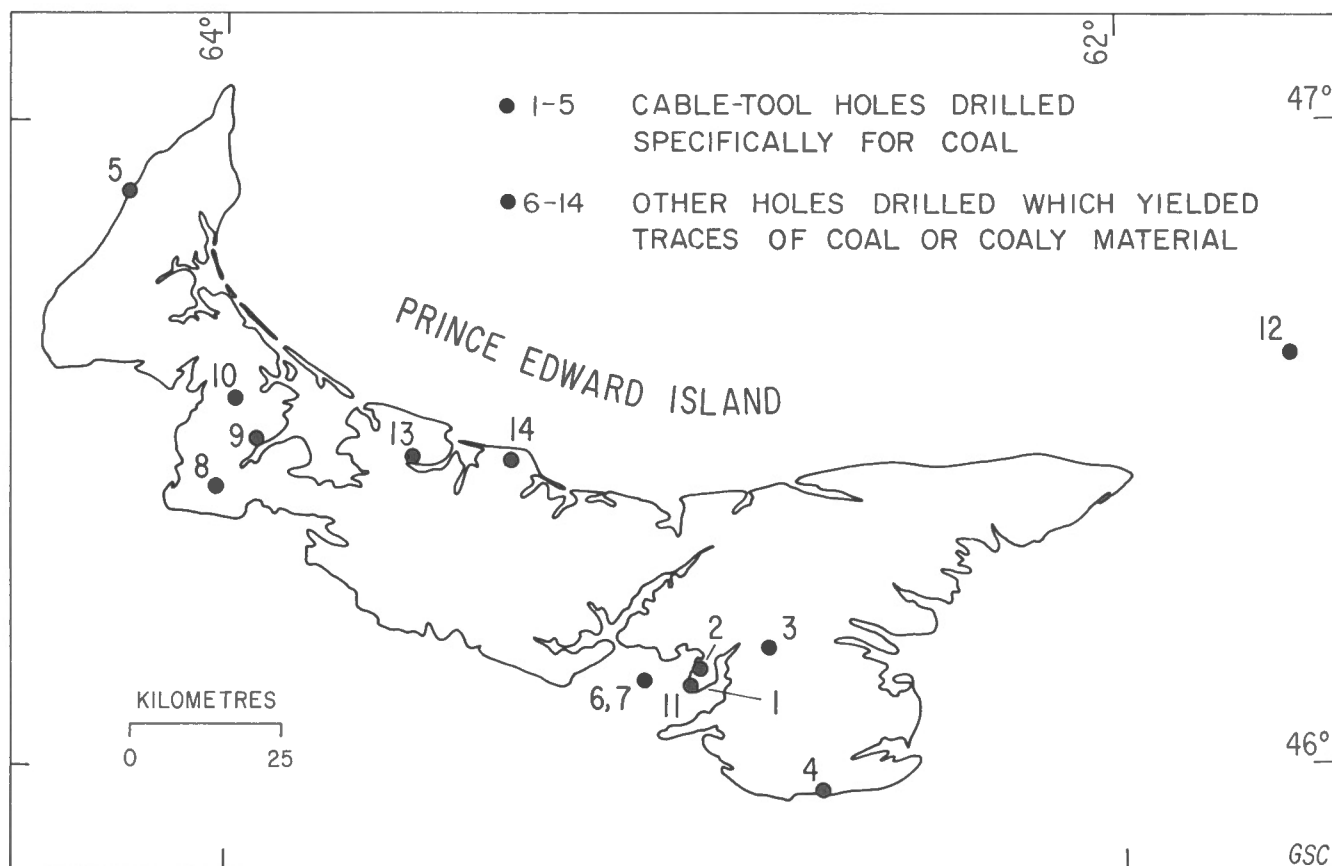 64°
62°
47°
1-5 CABLE-TOOL HOLES DRILLED
SPECIFICALLY FOR COAL
6-14 OTHER HOLES DRILLED WHICH YIELDED
TRACES OF COAL OR COALY MATERIAL
5
PRINCE EDWARD ISLAND
12
10
9
8
13
14
2
3
6,7
11
1
KILOMETRES
0 25
46°
4
GSC